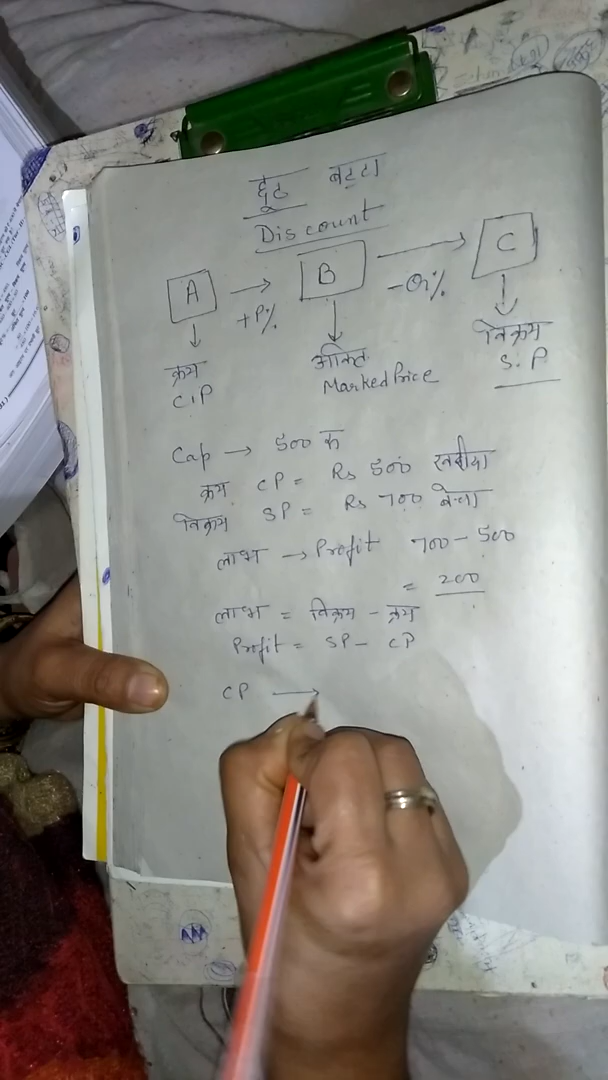 छूट बट्टा
Discount
A → B → C
+P% -r%
क्रय अंकित विक्रय
C.P Marked Price S.P
Cap → 500 रु
क्रय CP = Rs 500 खरीदा
विक्रय SP = Rs 700 बेचा
लाभ → Profit 700 - 500
= 200
लाभ = विक्रय - क्रय
Profit = SP - CP
CP →